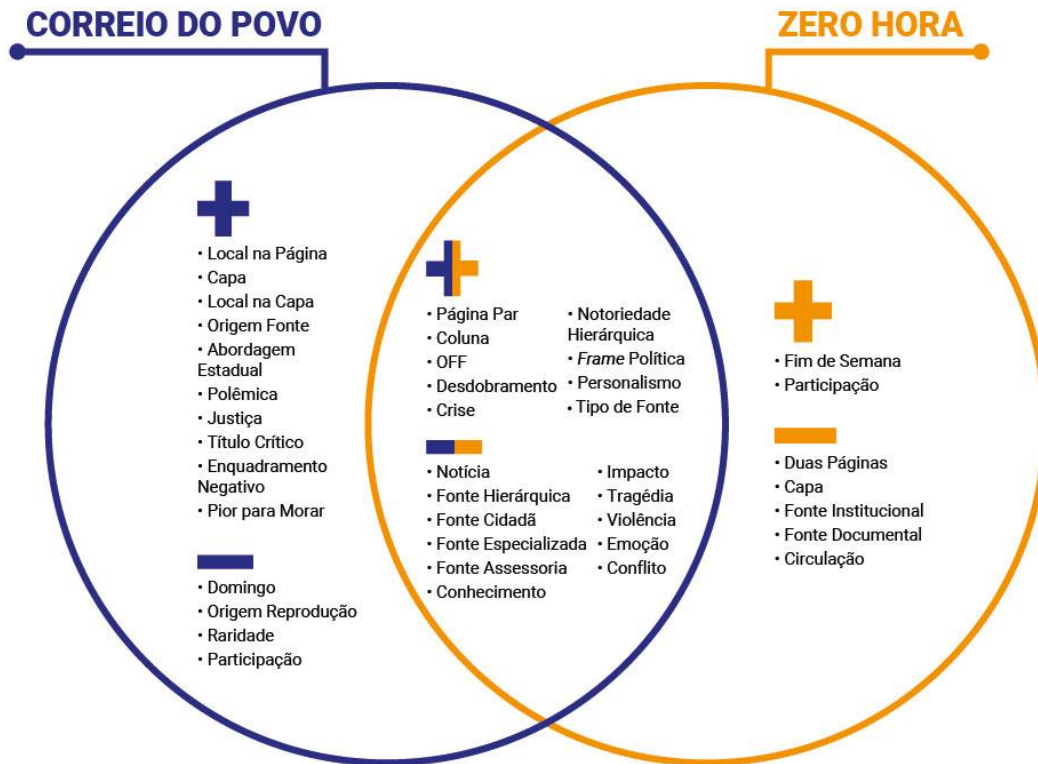 CORREIO DO POVO
ZERO HORA
• Local na Página
• Capa
• Local na Capa
• Origem Fonte
• Abordagem
Estadual
• Polêmica
• Justiça
• Título Crítico
• Enquadramento
Negativo
• Pior para Morar
• Domingo
• Origem Reprodução
• Raridade
• Participação
• Página Par
• Coluna
• OFF
• Desdobramento
• Crise
• Notoriedade
Hierárquica
• Frame Política
• Personalismo
• Tipo de Fonte
• Notícia
• Fonte Hierárquica
• Fonte Cidadã
• Fonte Especializada
• Fonte Assessoria
• Conhecimento
• Impacto
• Tragédia
• Violência
• Emoção
• Conflito
• Fim de Semana
• Participação
• Duas Páginas
• Capa
• Fonte Institucional
• Fonte Documental
• Circulação